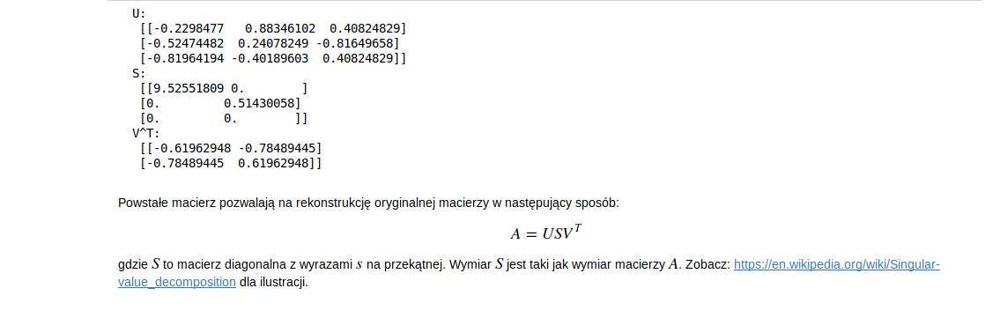 U:
[[-0.2298477   0.88346102  0.40824829]
[-0.52474482  0.24078249 -0.81649658]
[-0.81964194 -0.40189603  0.40824829]]
S:
[[9.52551809 0.        ]
[0.         0.51430058]
[0.         0.        ]]
V^T:
[[-0.61962948 -0.78489445]
[-0.78489445  0.61962948]]
Powstałe macierz pozwalają na rekonstrukcję oryginalnej macierzy w następujący sposób:
A = USV^T
gdzie S to macierz diagonalna z wyrazami s na przekątnej. Wymiar S jest taki jak wymiar macierzy A. Zobacz: https://en.wikipedia.org/wiki/Singular-
value_decomposition dla ilustracji.